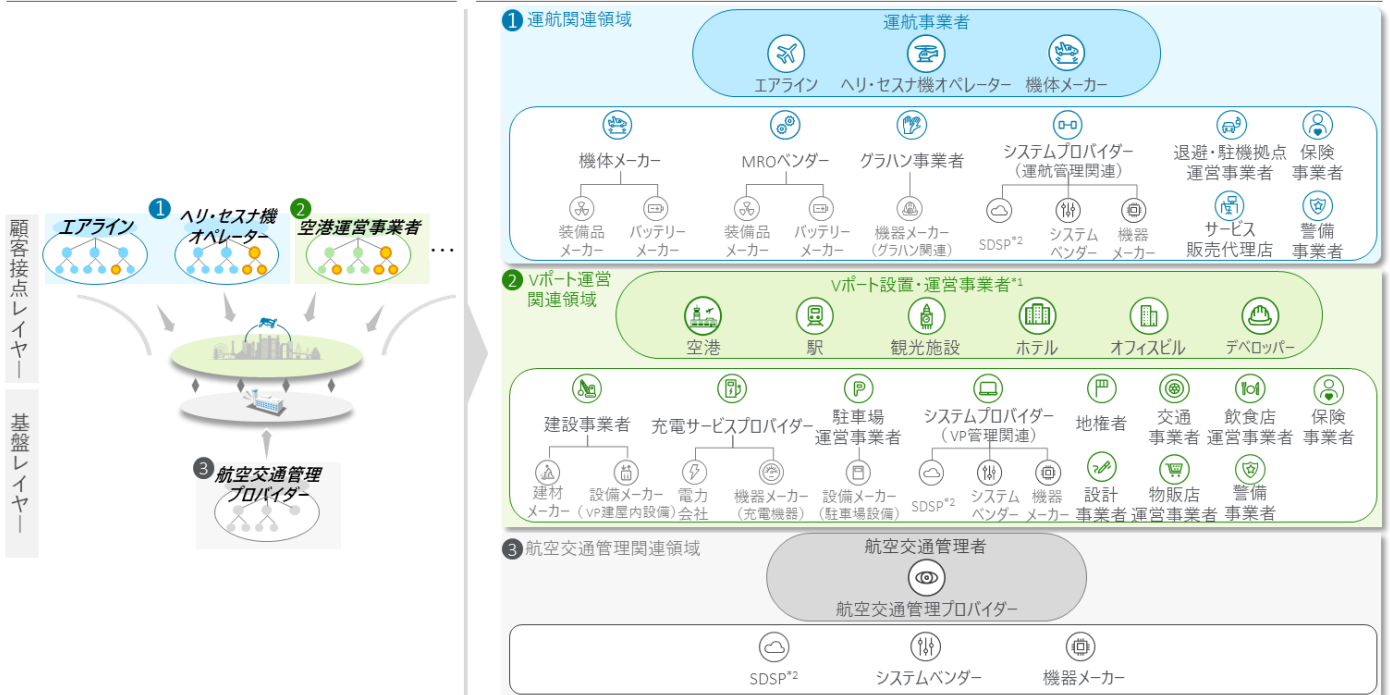 顧客接点レイヤー
基盤レイヤー
1
エアライン
ヘリ・セスナ機
オペレーター
2
空港運営事業者
…
3
航空交通管理
プロバイダー
1 運航関連領域
運航事業者
エアライン
ヘリ・セスナ機オペレーター
機体メーカー
機体メーカー
装備品
メーカー
バッテリー
メーカー
MROベンダー
装備品
メーカー
バッテリー
メーカー
グラハン事業者
機器メーカー
(グラハン関連)
システムプロバイダー
(運航管理関連)
SDSP*2
システム
ベンダー
機器
メーカー
退避・駐機拠点
運営事業者
保険
事業者
サービス
販売代理店
警備
事業者
2 Vポート運営
関連領域
Vポート設置・運営事業者*1
空港
駅
観光施設
ホテル
オフィスビル
デベロッパー
建設事業者
建材
メーカー
設備メーカー
(VP建屋内設備)
充電サービスプロバイダー
電力
会社
機器メーカー
(充電機器)
駐車場
運営事業者
設備メーカー
(駐車場設備)
システムプロバイダー
(VP管理関連)
SDSP*2
システム
ベンダー
機器
メーカー
地権者
交通
事業者
飲食店
運営事業者
保険
事業者
設計
事業者
物販店
運営事業者
警備
事業者
3 航空交通管理関連領域
航空交通管理者
航空交通管理プロバイダー
SDSP*2
システムベンダー
機器メーカー